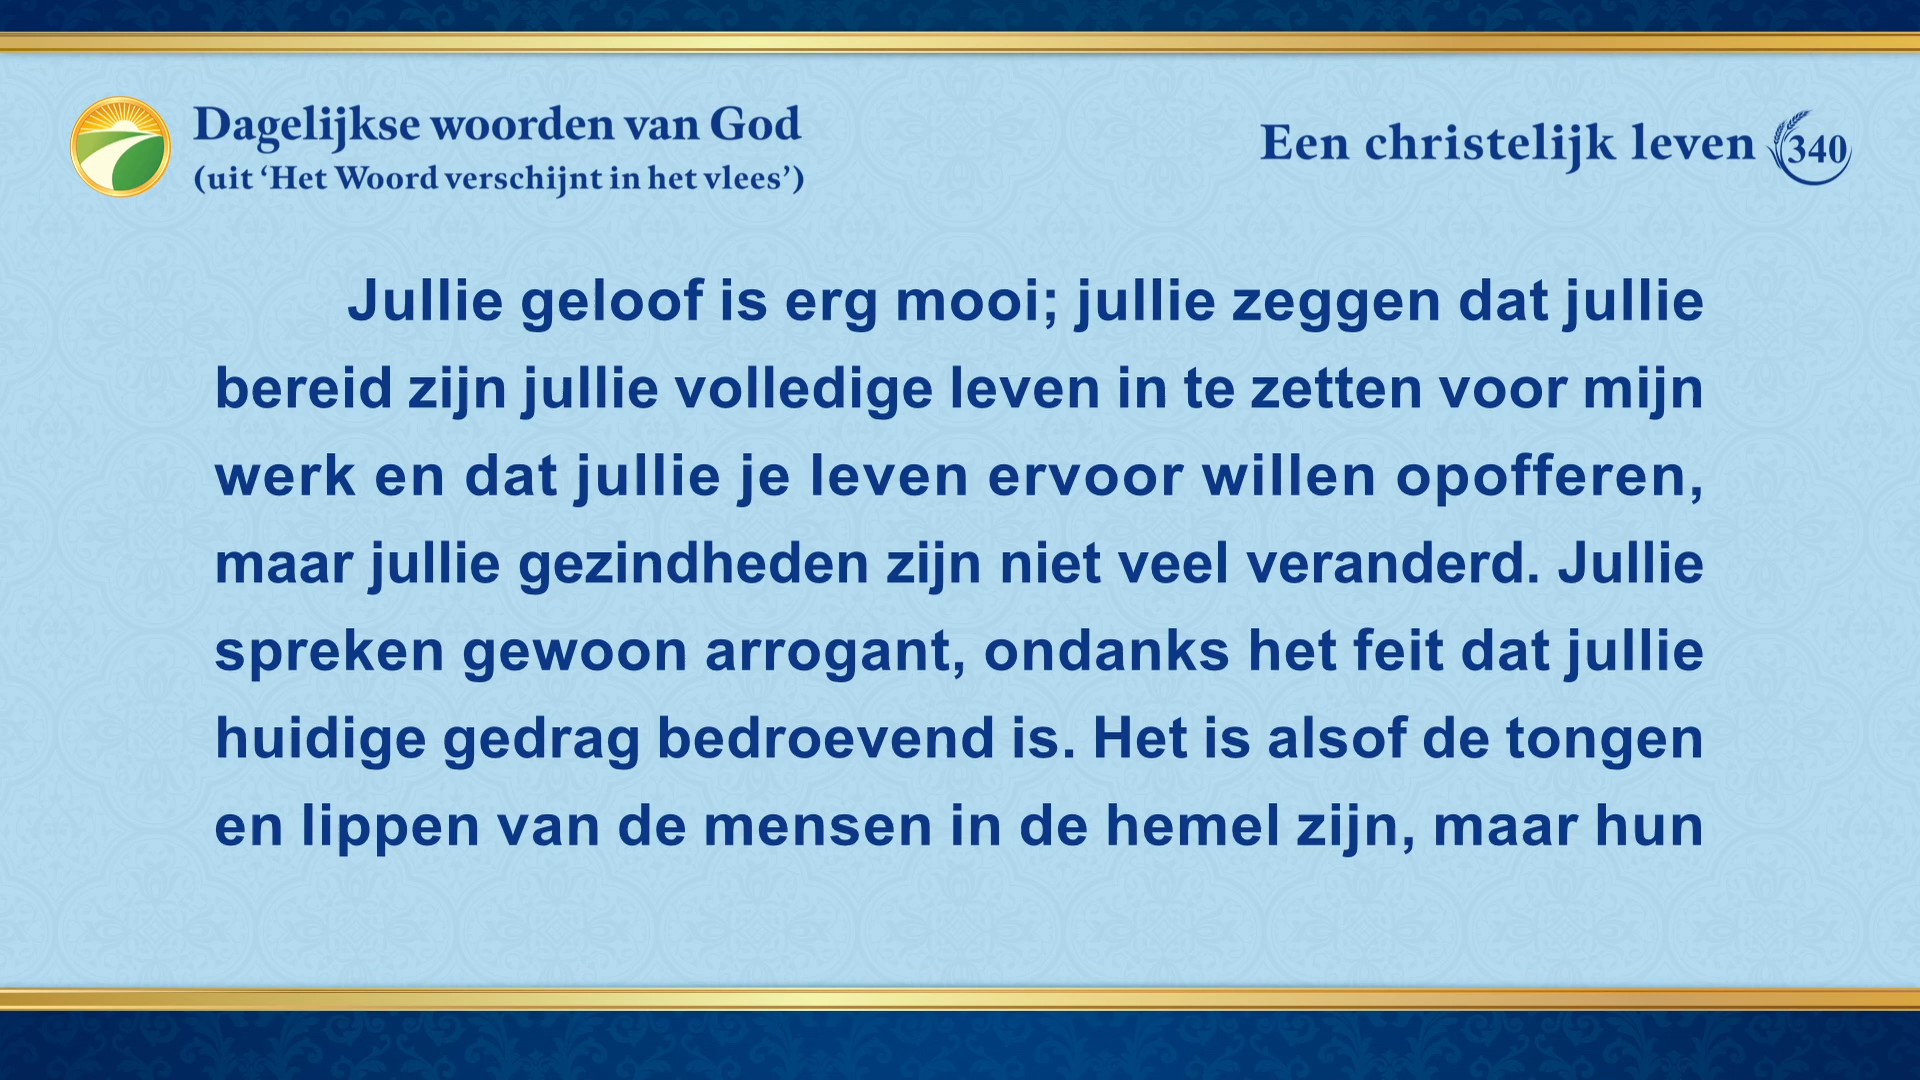 Dagelijkse woorden van God
(uit ‘Het Woord verschijnt in het vlees’)
Een christelijk leven 340
Jullie geloof is erg mooi; jullie zeggen dat jullie
bereid zijn jullie volledige leven in te zetten voor mijn
werk en dat jullie je leven ervoor willen opofferen,
maar jullie gezindheden zijn niet veel veranderd. Jullie
spreken gewoon arrogant, ondanks het feit dat jullie
huidige gedrag bedroevend is. Het is alsof de tongen
en lippen van de mensen in de hemel zijn, maar hun